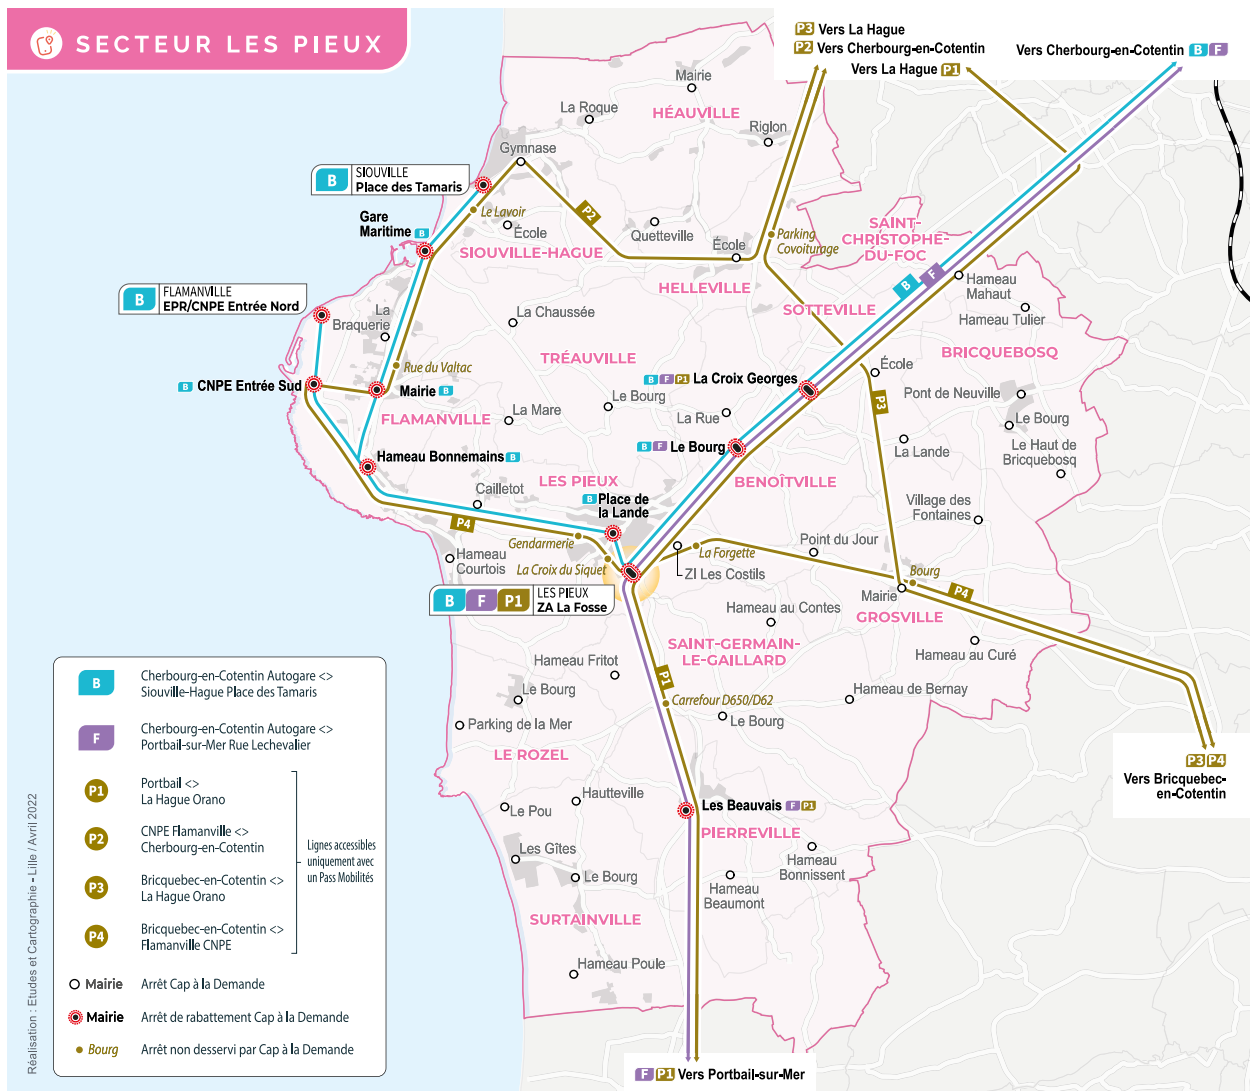 SECTEUR LES PIEUX
P3 Vers La Hague
P2 Vers Cherbourg-en-Cotentin
Vers La Hague P1
Vers Cherbourg-en-Cotentin B F
Mairie
La Roque
HÉAUVILLE
Riglon
Gymnase
B
SIOUVILLE
Place des Tamaris
P2
Le Lavoir
Gare
Maritime B
École
SIOUVILLE-HAGUE
Quetteville
École
Parking
Covoiturage
SAINT-
CHRISTOPHE-
DU-FOC
HELLEVILLE
B F
Hameau
Mahaut
B
FLAMANVILLE
EPR/CNPE Entrée Nord
La
Braquerie
La Chaussée
SOTTEVILLE
Hameau Tulier
TRÉAUVILLE
BRICQUEBOSQ
Rue du Valtac
École
B CNPE Entrée Sud
Mairie B
B F P1 La Croix Georges
P3
Pont de Neuville
Le Bourg
La Mare
La Rue
FLAMANVILLE
Le Bourg
B F Le Bourg
La Lande
Le Haut de
Bricquebosq
Hameau Bonnemains B
LES PIEUX
BENOÎTVILLE
Cailletot
B Place de
la Lande
Village des
Fontaines
P4
Gendarmerie
La Forgette
Point du Jour
Hameau
Courtois
La Croix du Siquet
ZI Les Costils
Bourg
Mairie
P4
B F P1
LES PIEUX
ZA La Fosse
Hameau au Contes
GROSVILLE
SAINT-GERMAIN-
LE-GAILLARD
Hameau au Curé
Hameau Fritot
P1
Le Bourg
Carrefour D650/D62
Hameau de Bernay
Parking de la Mer
Le Bourg
LE ROZEL
P3 P4
Vers Bricquebec-
en-Cotentin
Hautteville
Le Pou
Les Beauvais F P1
PIERREVILLE
Les Gîtes
Hameau
Bonnissent
Le Bourg
Hameau
Beaumont
SURTAINVILLE
Hameau Poule
F P1 Vers Portbail-sur-Mer
B
Cherbourg-en-Cotentin Autogare <>
Siouville-Hague Place des Tamaris
F
Cherbourg-en-Cotentin Autogare <>
Portbail-sur-Mer Rue Lechevalier
P1
Portbail <>
La Hague Orano
P2
CNPE Flamanville <>
Cherbourg-en-Cotentin
P3
Bricquebec-en-Cotentin <>
La Hague Orano
P4
Bricquebec-en-Cotentin <>
Flamanville CNPE
Lignes accessibles
uniquement avec
un Pass Mobilités
Mairie Arrêt Cap à la Demande
Mairie Arrêt de rabattement Cap à la Demande
Bourg Arrêt non desservi par Cap à la Demande
Réalisation : Etudes et Cartographie - Lille / Avril 2022